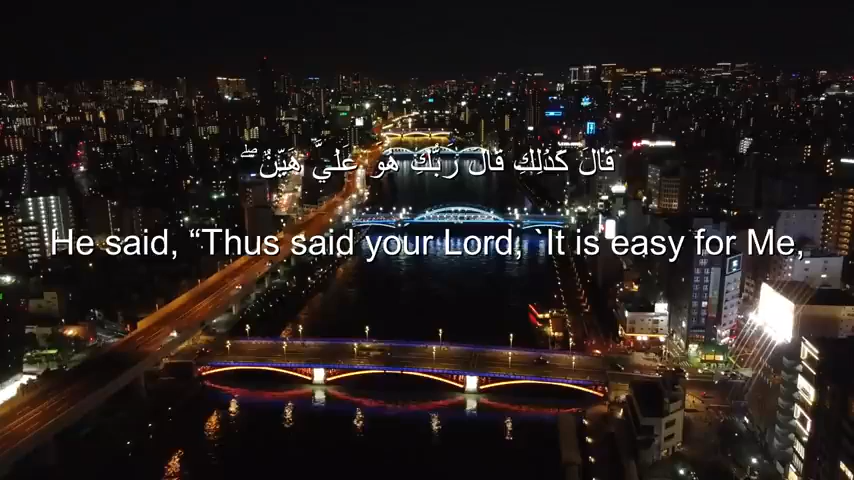 قَالَ كَذَٰلِكِ قَالَ رَبُّكِ هُوَ عَلَيَّ هَيِّنٌ ۖ
He said, “Thus said your Lord, `It is easy for Me,